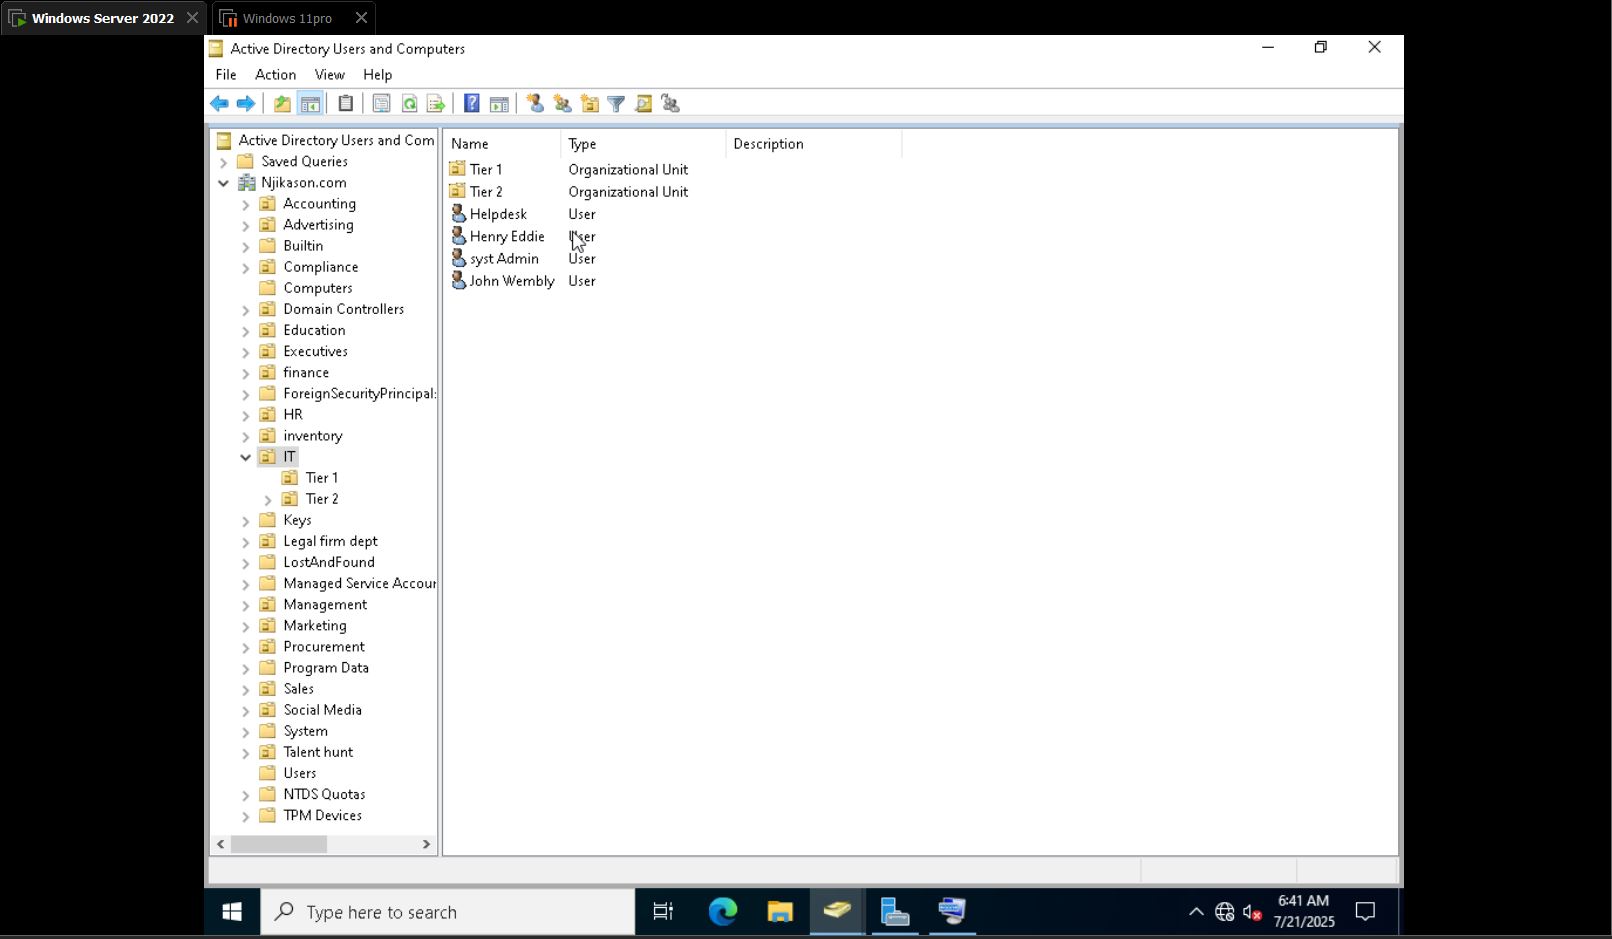 Windows Server 2022
Windows 11pro
Active Directory Users and Computers
File Action View Help
Active Directory Users and Com
Saved Queries
Njikason.com
Accounting
Advertising
Builtin
Compliance
Computers
Domain Controllers
Education
Executives
finance
ForeignSecurityPrincipal:
HR
inventory
IT
Tier 1
Tier 2
Keys
Legal firm dept
LostAndFound
Managed Service Accour
Management
Marketing
Procurement
Program Data
Sales
Social Media
System
Talent hunt
Users
NTDS Quotas
TPM Devices
Name Type Description
Tier 1 Organizational Unit
Tier 2 Organizational Unit
Helpdesk User
Henry Eddie User
syst Admin User
John Wembly User
Type here to search
6:41 AM
7/21/2025